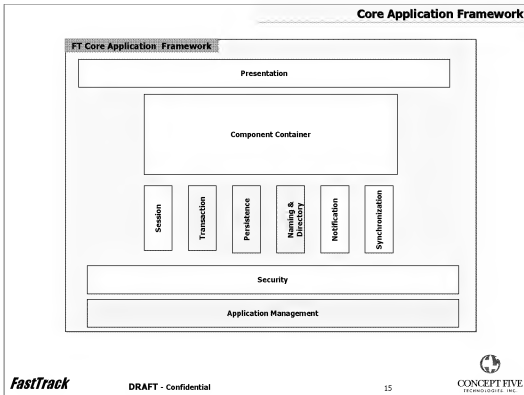 Core Application Framework
FT Core Application Framework
Presentation
Component Container
Session
Transaction
Persistence
Naming &
Directory
Notification
Synchronization
Security
Application Management
FastTrack
DRAFT - Confidential
15
CONCEPT FIVE
TECHNOLOGIES, INC.